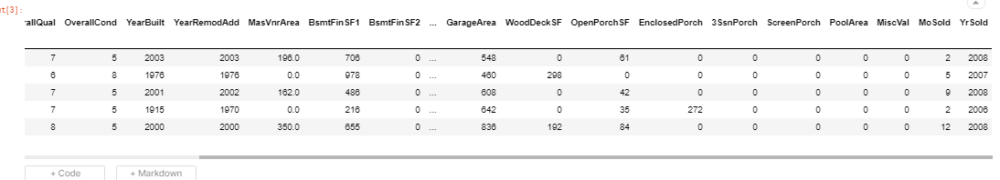 t[3]:
allQual OverallCond YearBuilt YearRemodAdd MasVnrArea BsmtFinSF1 BsmtFinSF2 ... GarageArea WoodDeckSF OpenPorchSF EnclosedPorch 3SsnPorch ScreenPorch PoolArea MiscVal MoSold YrSold
7 5 2003 2003 196.0 706 0 ... 548 0 61 0 0 0 0 0 2 2008
6 8 1976 1976 0.0 978 0 ... 460 298 0 0 0 0 0 0 5 2007
7 5 2001 2002 162.0 486 0 ... 608 0 42 0 0 0 0 0 9 2008
7 5 1915 1970 0.0 216 0 ... 642 0 35 272 0 0 0 0 2 2006
8 5 2000 2000 350.0 655 0 ... 836 192 84 0 0 0 0 0 12 2008
+ Code + Markdown